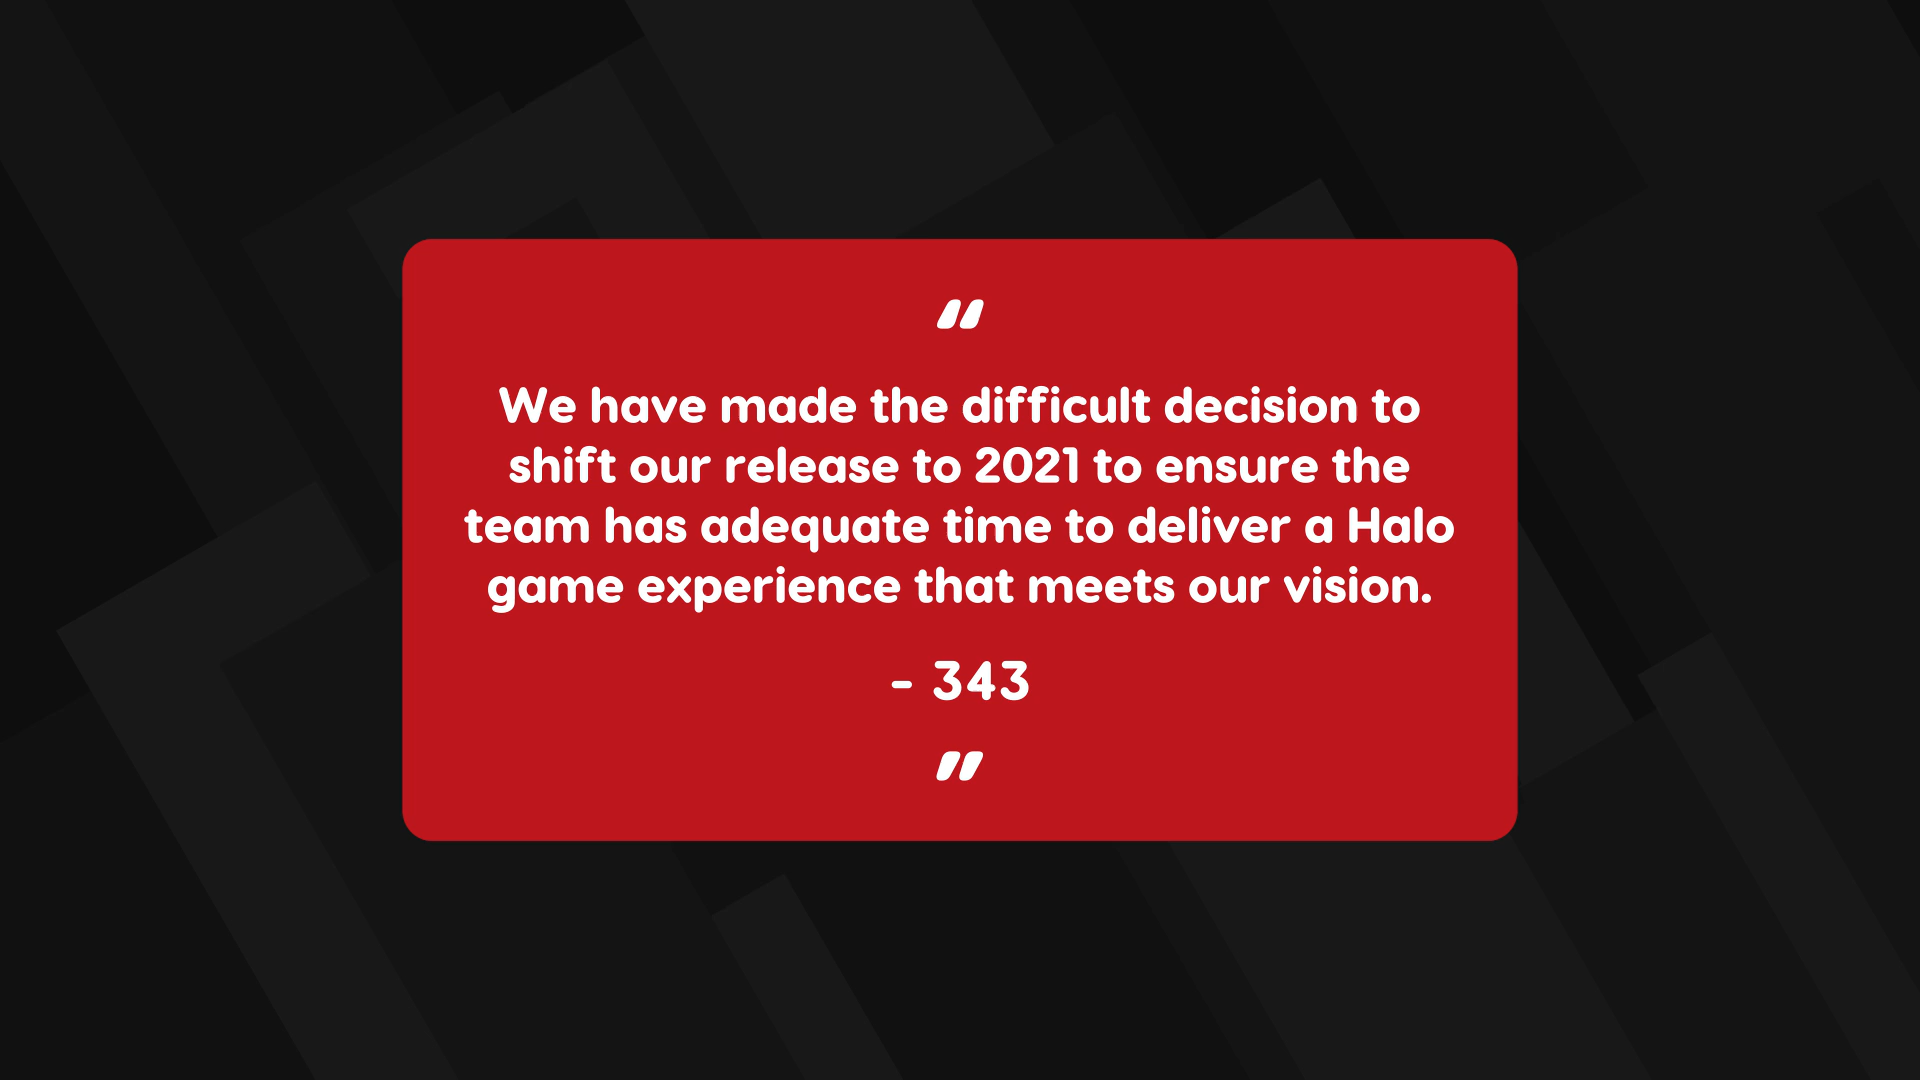 “
We have made the difficult decision to
shift our release to 2021 to ensure the
team has adequate time to deliver a Halo
game experience that meets our vision.
- 343
”